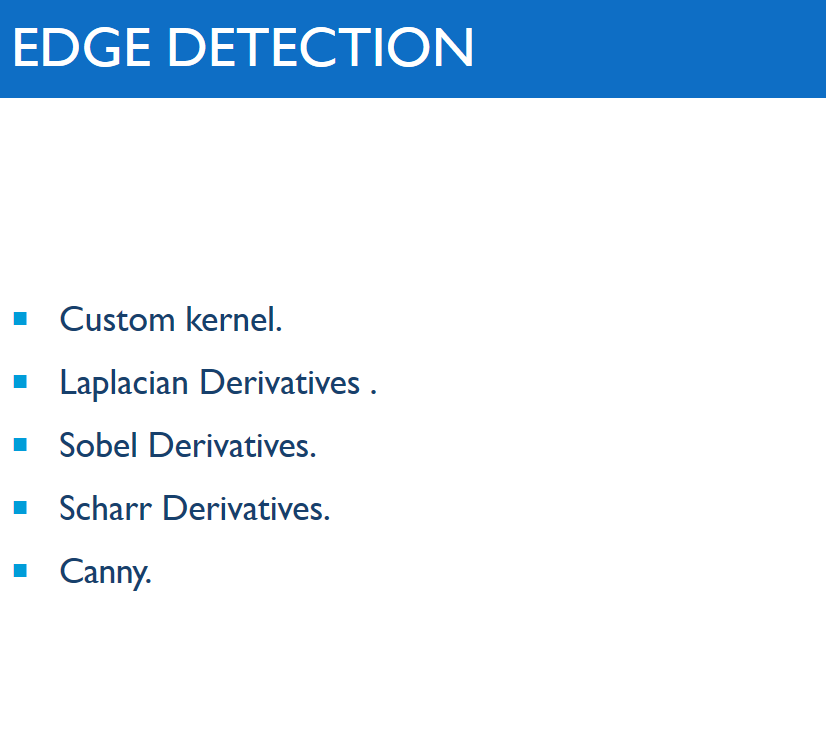 EDGE DETECTION
Custom kernel.
Laplacian Derivatives .
Sobel Derivatives.
Scharr Derivatives.
Canny.